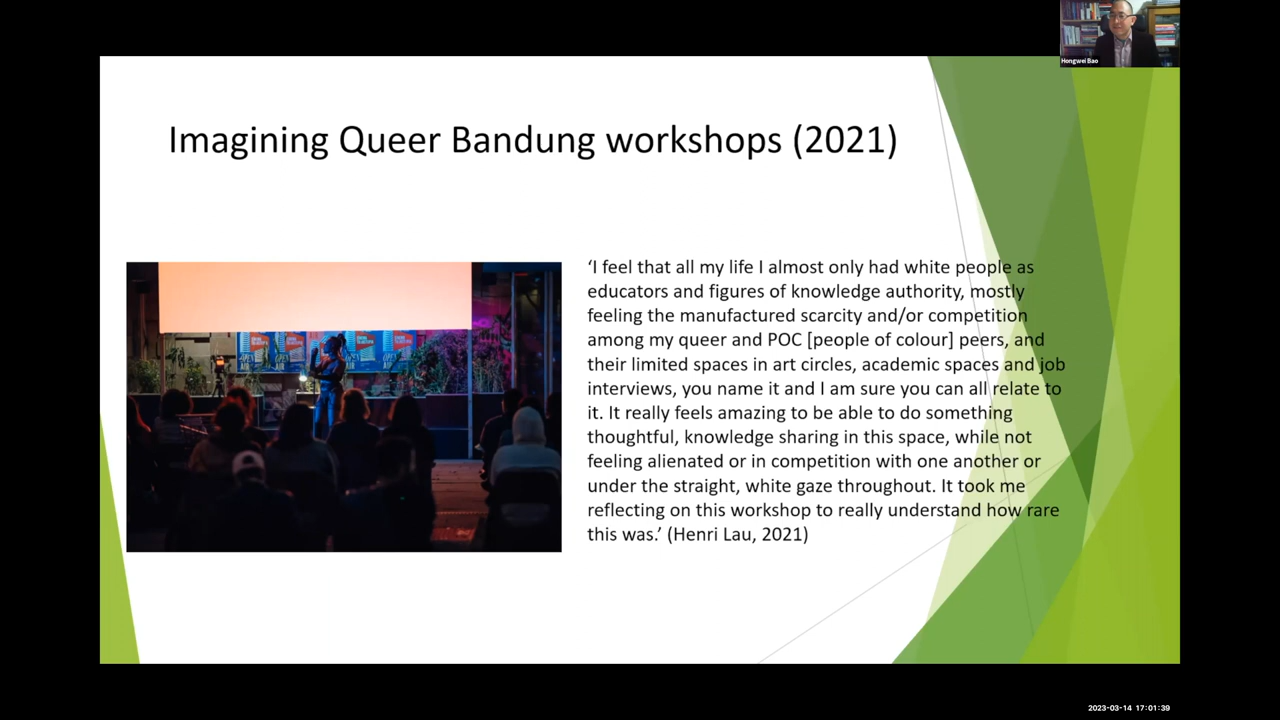 Hongwei Bao
Imagining Queer Bandung workshops (2021)
‘I feel that all my life I almost only had white people as
educators and figures of knowledge authority, mostly
feeling the manufactured scarcity and/or competition
among my queer and POC [people of colour] peers, and
their limited spaces in art circles, academic spaces and job
interviews, you name it and I am sure you can all relate to
it. It really feels amazing to be able to do something
thoughtful, knowledge sharing in this space, while not
feeling alienated or in competition with one another or
under the straight, white gaze throughout. It took me
reflecting on this workshop to really understand how rare
this was.’ (Henri Lau, 2021)
2023-03-14 17:01:39